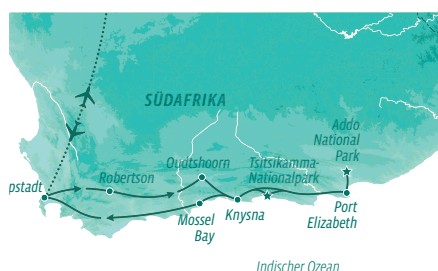 SÜDAFRIKA
Addo
National
Park
Oudtshoorn
Tsitsikamma-
Nationalpark
Robertson
pstadt
Mossel
Bay
Knysna
Port
Elizabeth
Indischer Ozean